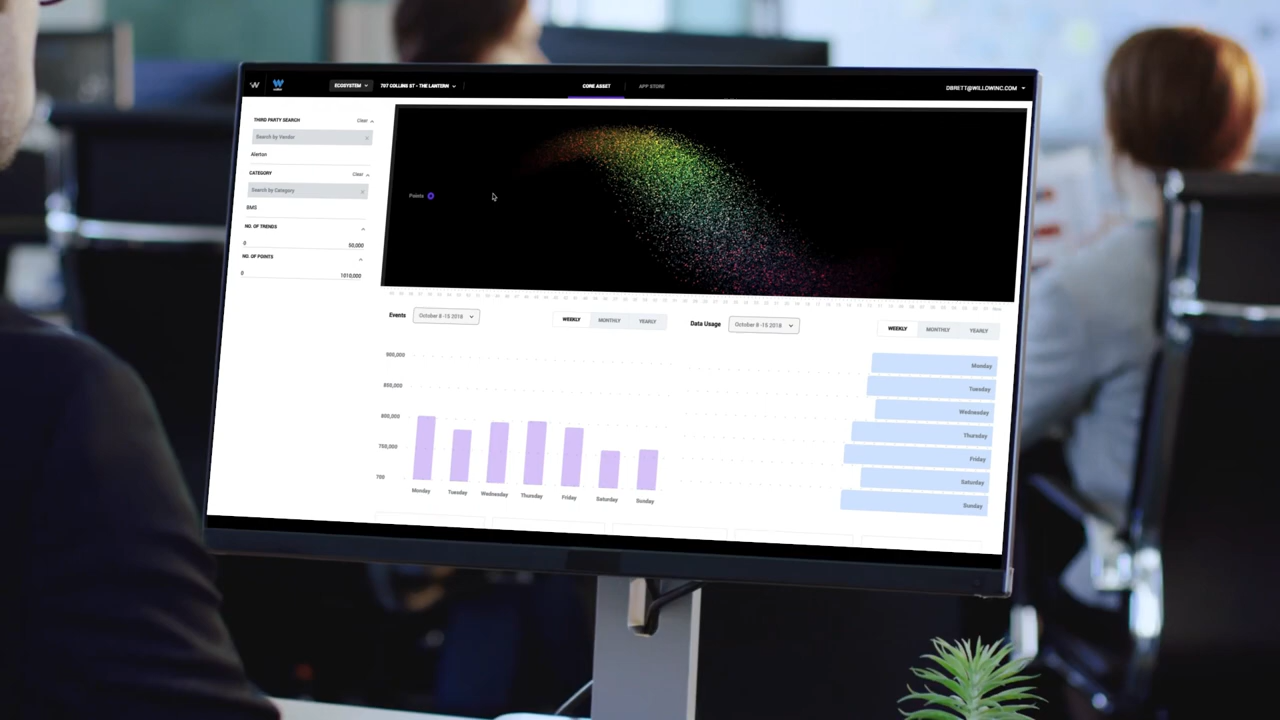 ECOSYSTEM 707 COLLINS ST - THE LANTERN CORE ASSET APP STORE DBRETT@WILLOWINC.COM
THIRD PARTY SEARCH Clear
Search by Vendor
Alerton
CATEGORY Clear
Search by Category
BMS
NO. OF TRENDS
0 50,000
NO. OF POINTS
0 1010,000
Points
Events October 8 -15 2018 WEEKLY MONTHLY YEARLY
Data Usage October 8 -15 2018 WEEKLY MONTHLY YEARLY
850,000
800,000
750,000
700
Monday Tuesday Wednesday Thursday Friday Saturday Sunday
Monday
Tuesday
Wednesday
Thursday
Friday
Saturday
Sunday